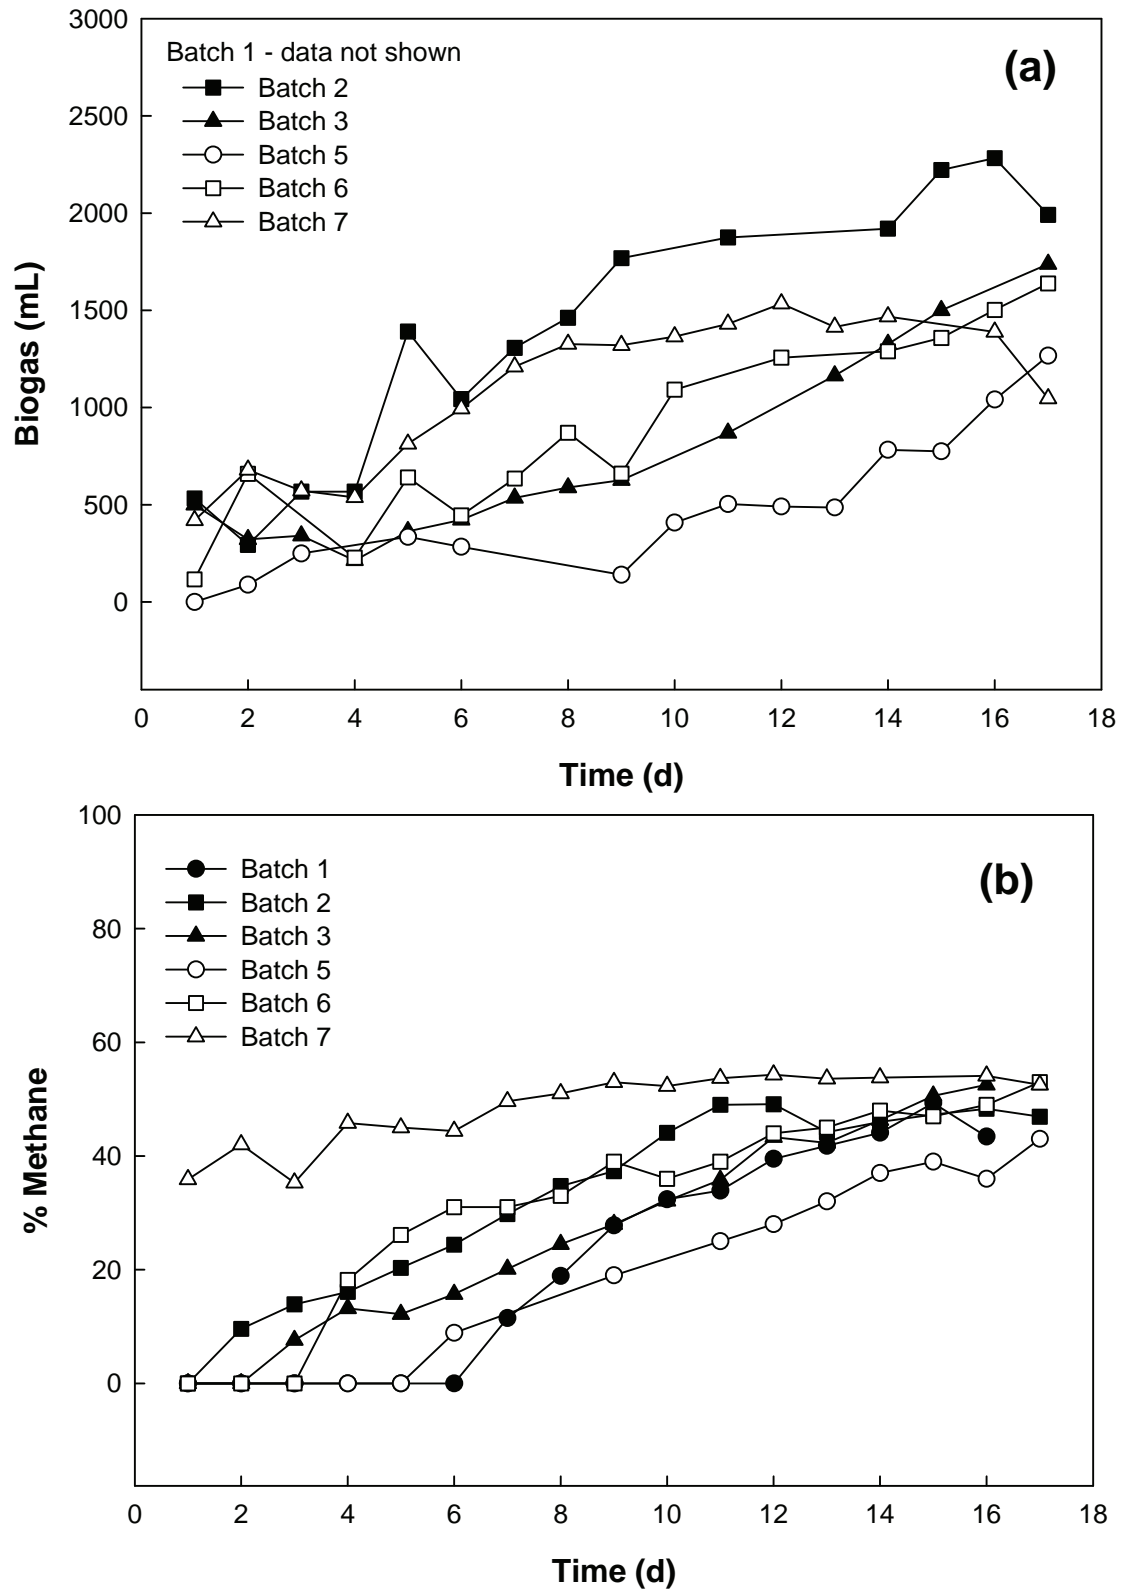 3000
2500
2000
1500
1000
500
0
Biogas (mL)
Batch 1 - data not shown
Batch 2
Batch 3
Batch 5
Batch 6
Batch 7
(a)
0 2 4 6 8 10 12 14 16 18
Time (d)
100
80
60
40
20
0
% Methane
Batch 1
Batch 2
Batch 3
Batch 5
Batch 6
Batch 7
(b)
0 2 4 6 8 10 12 14 16 18
Time (d)